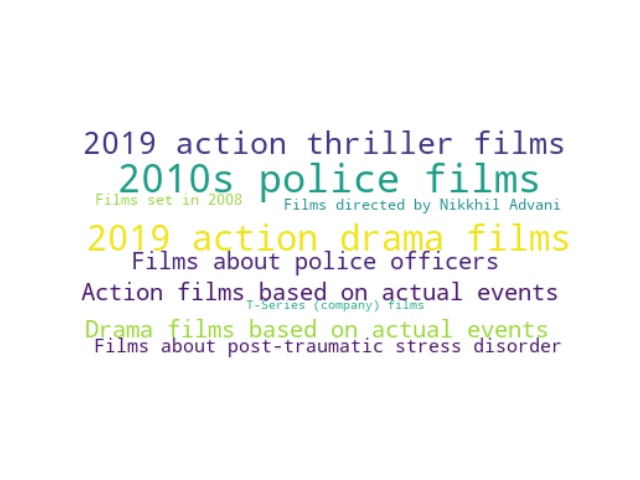 2019 action thriller films
2010s police films
Films set in 2008
Films directed by Nikkhil Advani
2019 action drama films
Films about police officers
Action films based on actual events
T-Series (company) films
Drama films based on actual events
Films about post-traumatic stress disorder